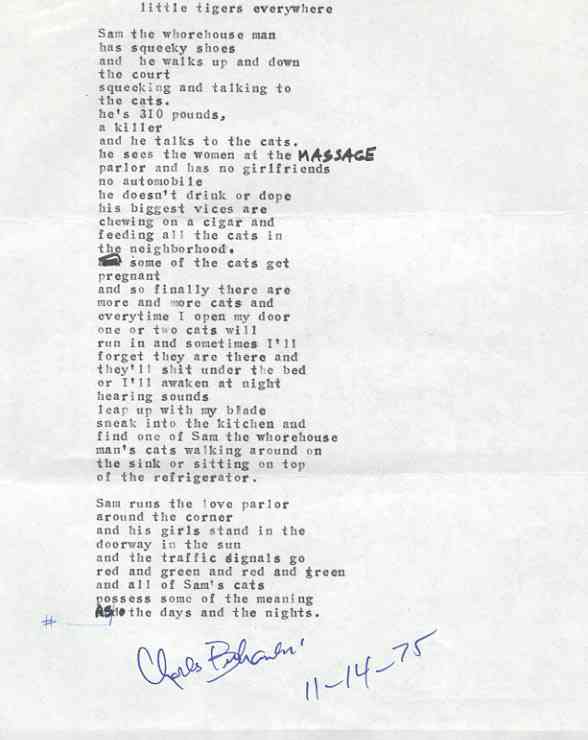 little tigers everywhere
Sam the whorehouse man
has squeeky shoes
and he walks up and down
the court
squeeking and talking to
the cats.
he's 310 pounds,
a killer
and he talks to the cats.
he sees the women at the MASSAGE
parlor and has no girlfriends
no automobile
he doesn't drink or dope
his biggest vices are
chewing on a cigar and
feeding all the cats in
the neighborhood.
some of the cats get
pregnant
and so finally there are
more and more cats and
everytime I open my door
one or two cats will
run in and sometimes I'll
forget they are there and
they'll shit under the bed
or I'll awaken at night
hearing sounds
leap up with my blade
sneak into the kitchen and
find one of Sam the whorehouse
man's cats walking around on
the sink or sitting on top
of the refrigerator.
Sam runs the love parlor
around the corner
and his girls stand in the
doorway in the sun
and the traffic signals go
red and green and red and green
and all of Sam's cats
possess some of the meaning
# AS do the days and the nights.
Charles Bukowski
11-14-75